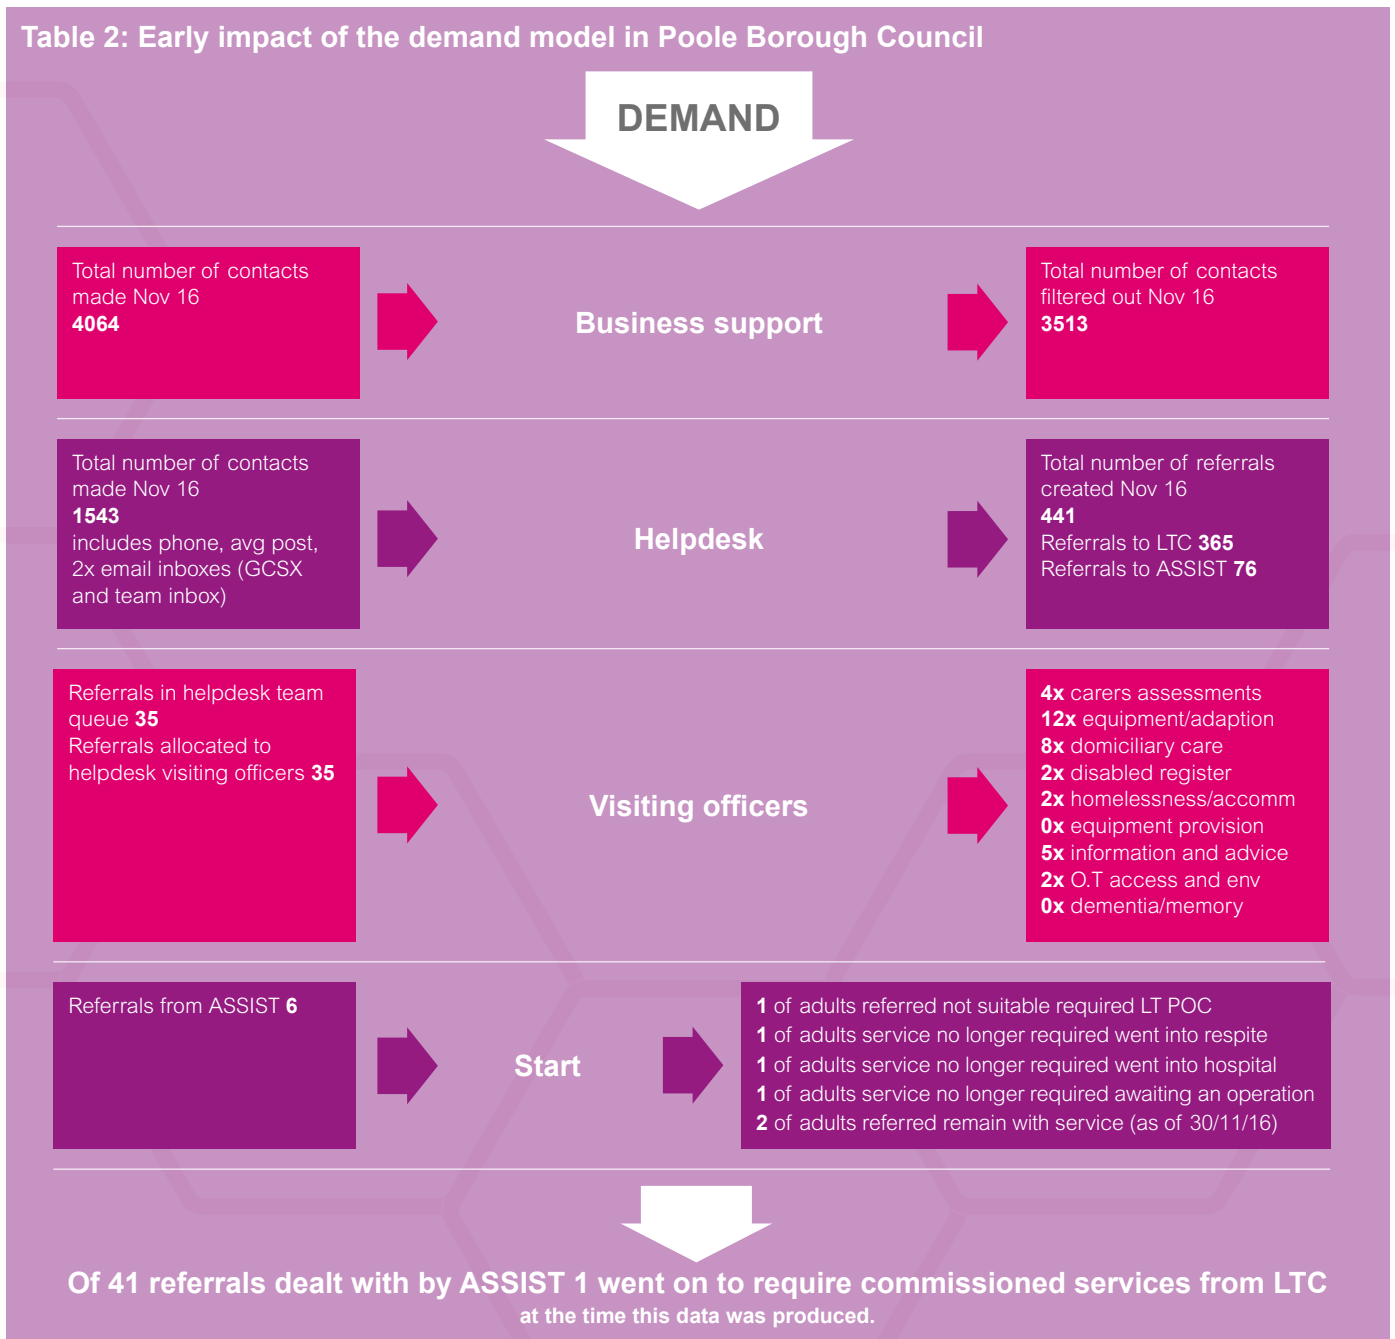 Table 2: Early impact of the demand model in Poole Borough Council
DEMAND
Total number of contacts
made Nov 16
4064
Business support
Total number of contacts
filtered out Nov 16
3513
Total number of contacts
made Nov 16
1543
includes phone, avg post,
2x email inboxes (GCSX
and team inbox)
Helpdesk
Total number of referrals
created Nov 16
441
Referrals to LTC 365
Referrals to ASSIST 76
Referrals in helpdesk team
queue 35
Referrals allocated to
helpdesk visiting officers 35
Visiting officers
4x carers assessments
12x equipment/adaption
8x domiciliary care
2x disabled register
2x homelessness/accomm
0x equipment provision
5x information and advice
2x O.T access and env
0x dementia/memory
Referrals from ASSIST 6
Start
1 of adults referred not suitable required LT POC
1 of adults service no longer required went into respite
1 of adults service no longer required went into hospital
1 of adults service no longer required awaiting an operation
2 of adults referred remain with service (as of 30/11/16)
Of 41 referrals dealt with by ASSIST 1 went on to require commissioned services from LTC
at the time this data was produced.